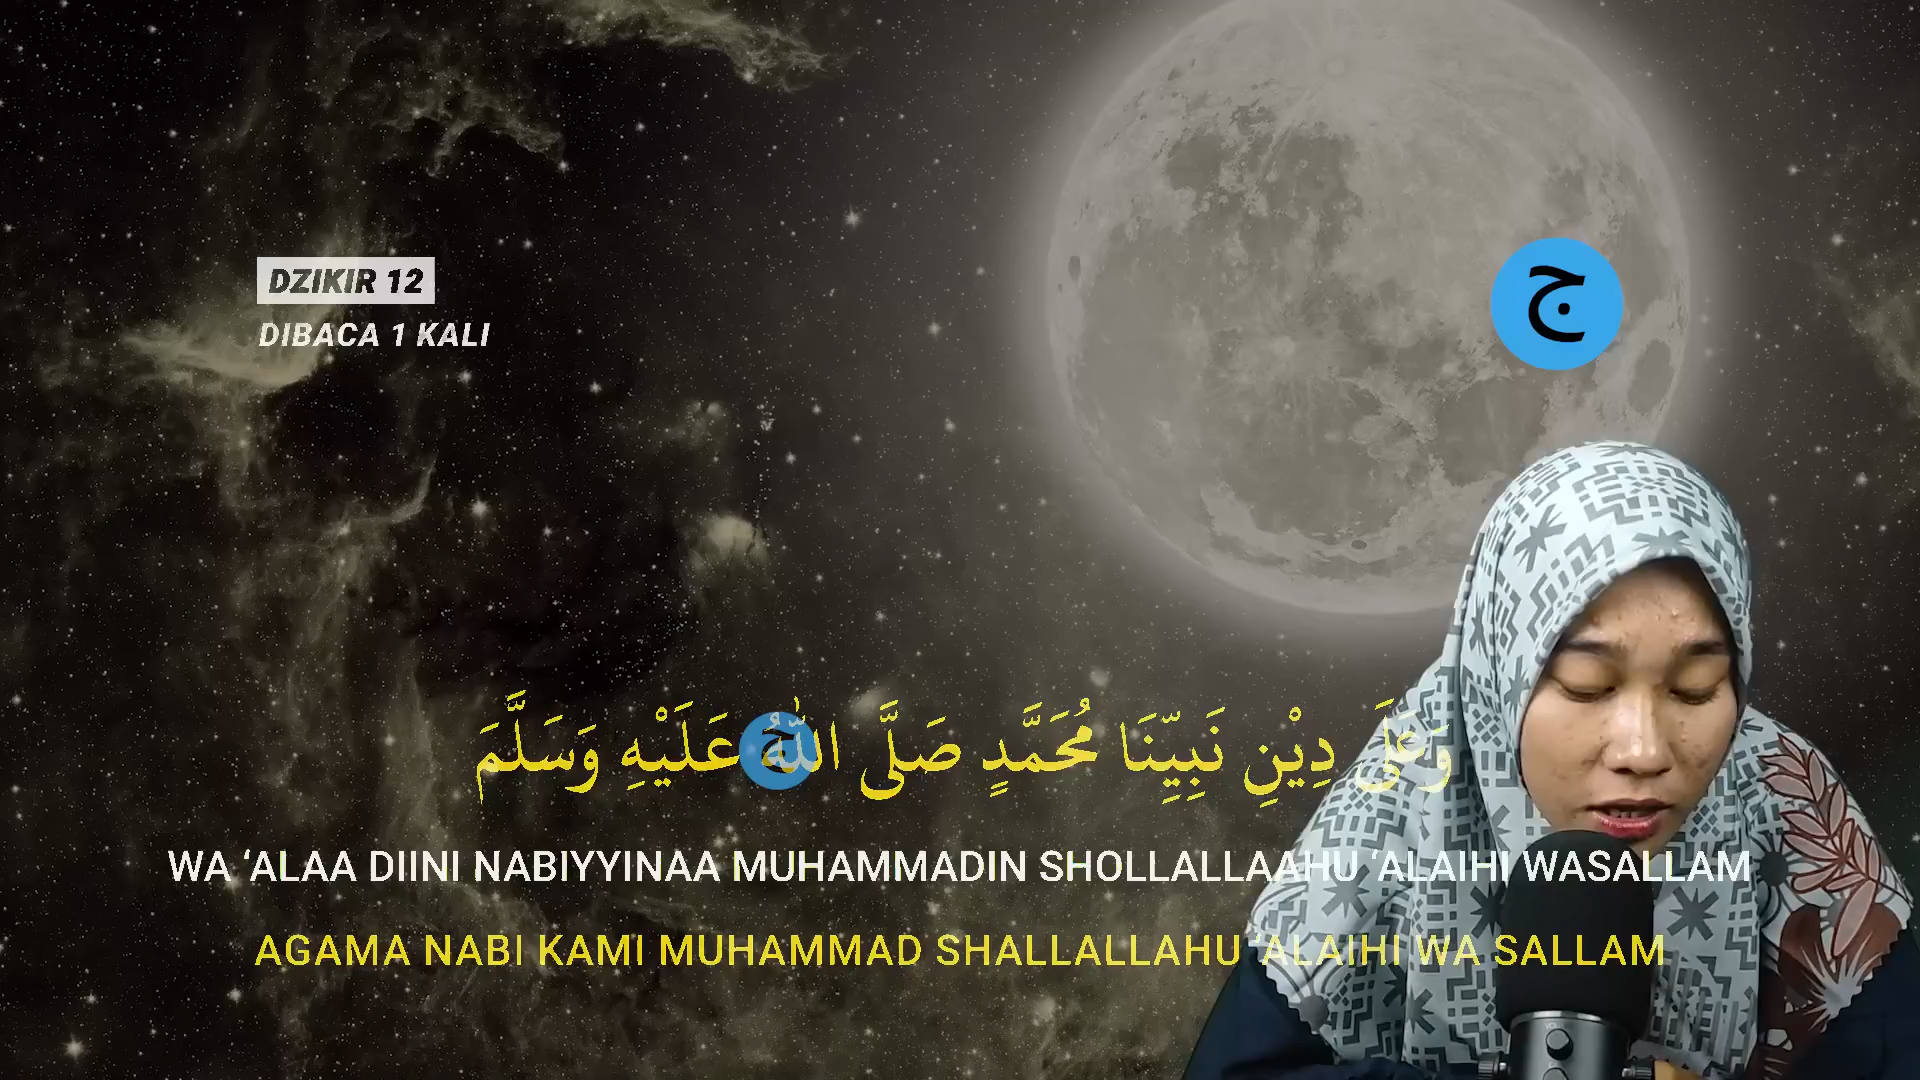 DZIKIR 12
DIBACA 1 KALI
ج
وَعَلَى دِيْنِ نَبِيِّنَا مُحَمَّدٍ صَلَّى اللّٰهُ عَلَيْهِ وَسَلَّمَ
ج
WA ‘ALAA DIINI NABIYYINAA MUHAMMADIN SHOLLALLAAHU ‘ALAIHI WASALLAM
AGAMA NABI KAMI MUHAMMAD SHALLALLAHU ‘ALAIHI WA SALLAM